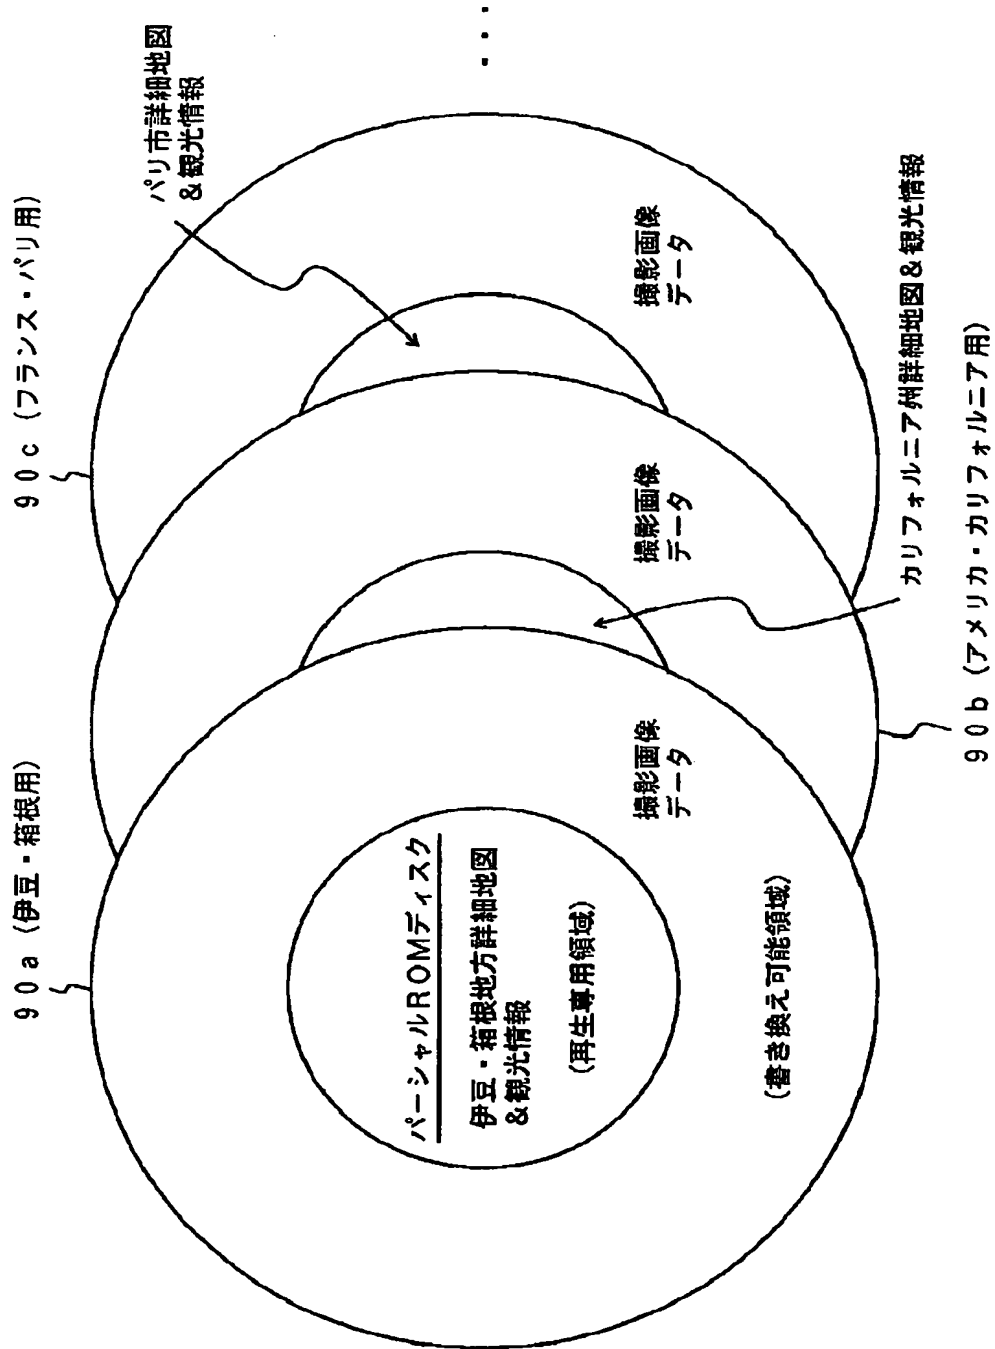 90a (伊豆・箱根用)
90c (フランス・パリ用)
パリ市詳細地図
&観光情報
パーシャルROMディスク
伊豆・箱根地方詳細地図
&観光情報
(再生専用領域)
撮影画像
データ
(書き換え可能領域)
撮影画像
データ
撮影画像
データ
カリフォルニア州詳細地図&観光情報
90b (アメリカ・カリフォルニア用)